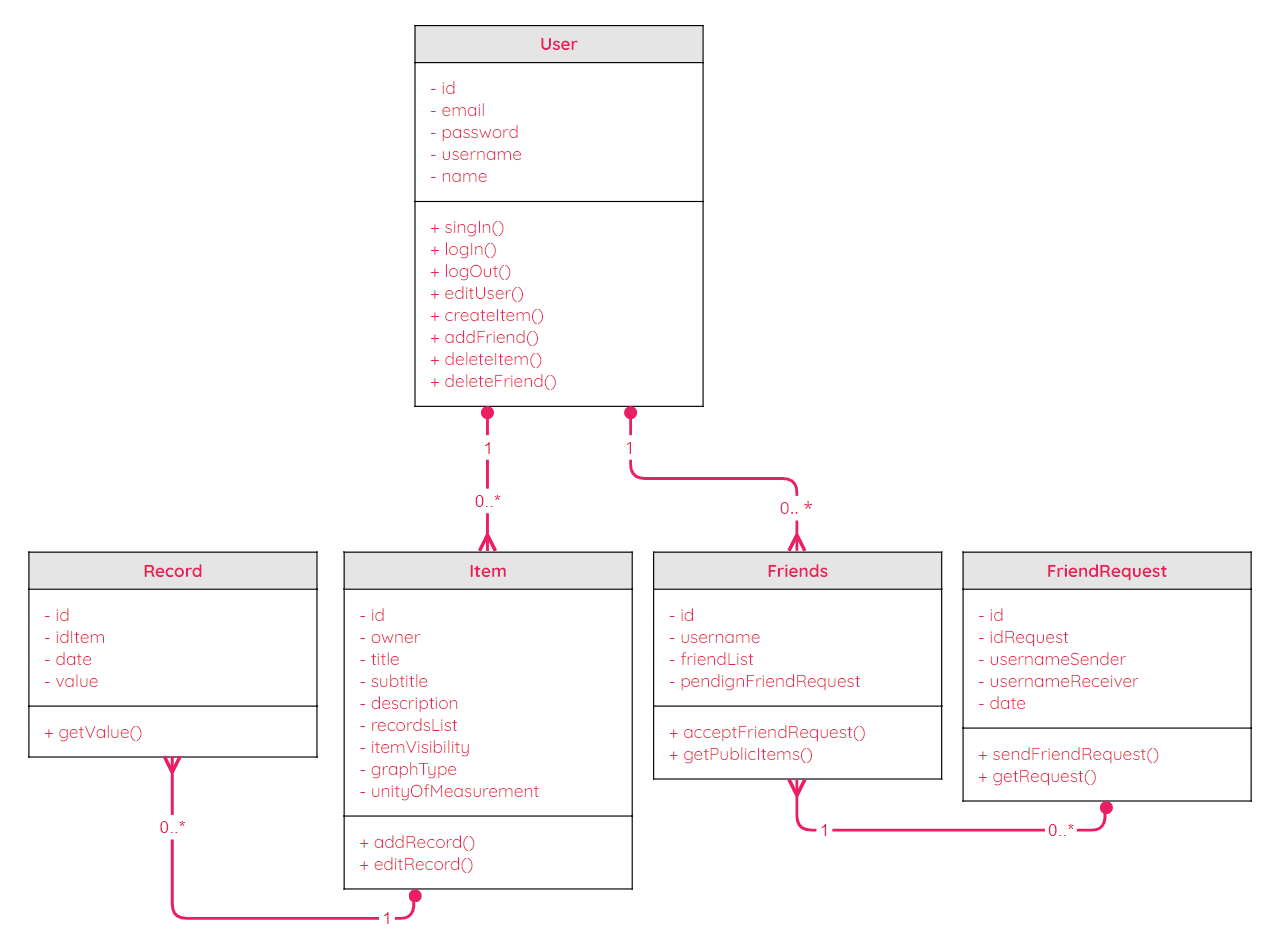 User
- id
- email
- password
- username
- name
+ singIn()
+ logIn()
+ logOut()
+ editUser()
+ createItem()
+ addFriend()
+ deleteItem()
+ deleteFriend()
1
1
0..*
0.. *
Record
- id
- idItem
- date
- value
+ getValue()
Item
- id
- owner
- title
- subtitle
- description
- recordsList
- itemVisibility
- graphType
- unityOfMeasurement
+ addRecord()
+ editRecord()
Friends
- id
- username
- friendList
- pendignFriendRequest
+ acceptFriendRequest()
+ getPublicItems()
FriendRequest
- id
- idRequest
- usernameSender
- usernameReceiver
- date
+ sendFriendRequest()
+ getRequest()
0..*
1
1
0..*